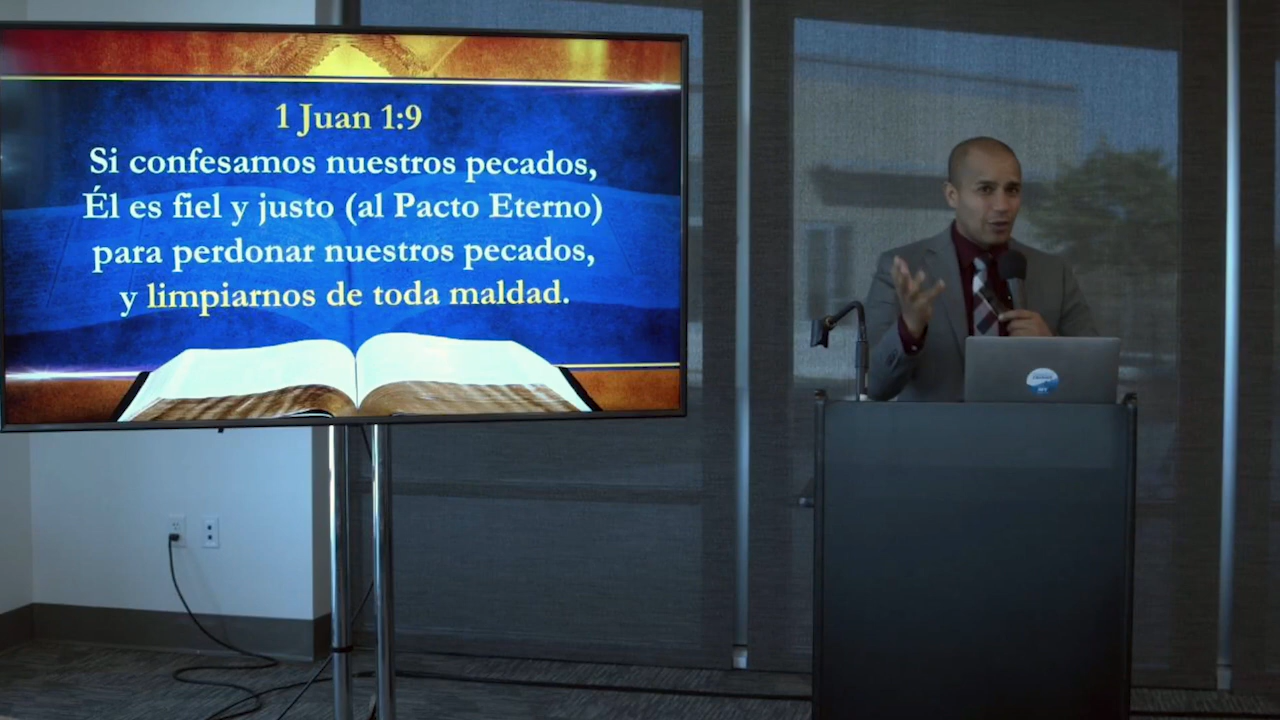 1 Juan 1:9
Si confesamos nuestros pecados,
Él es fiel y justo (al Pacto Eterno)
para perdonar nuestros pecados,
y limpiarnos de toda maldad.